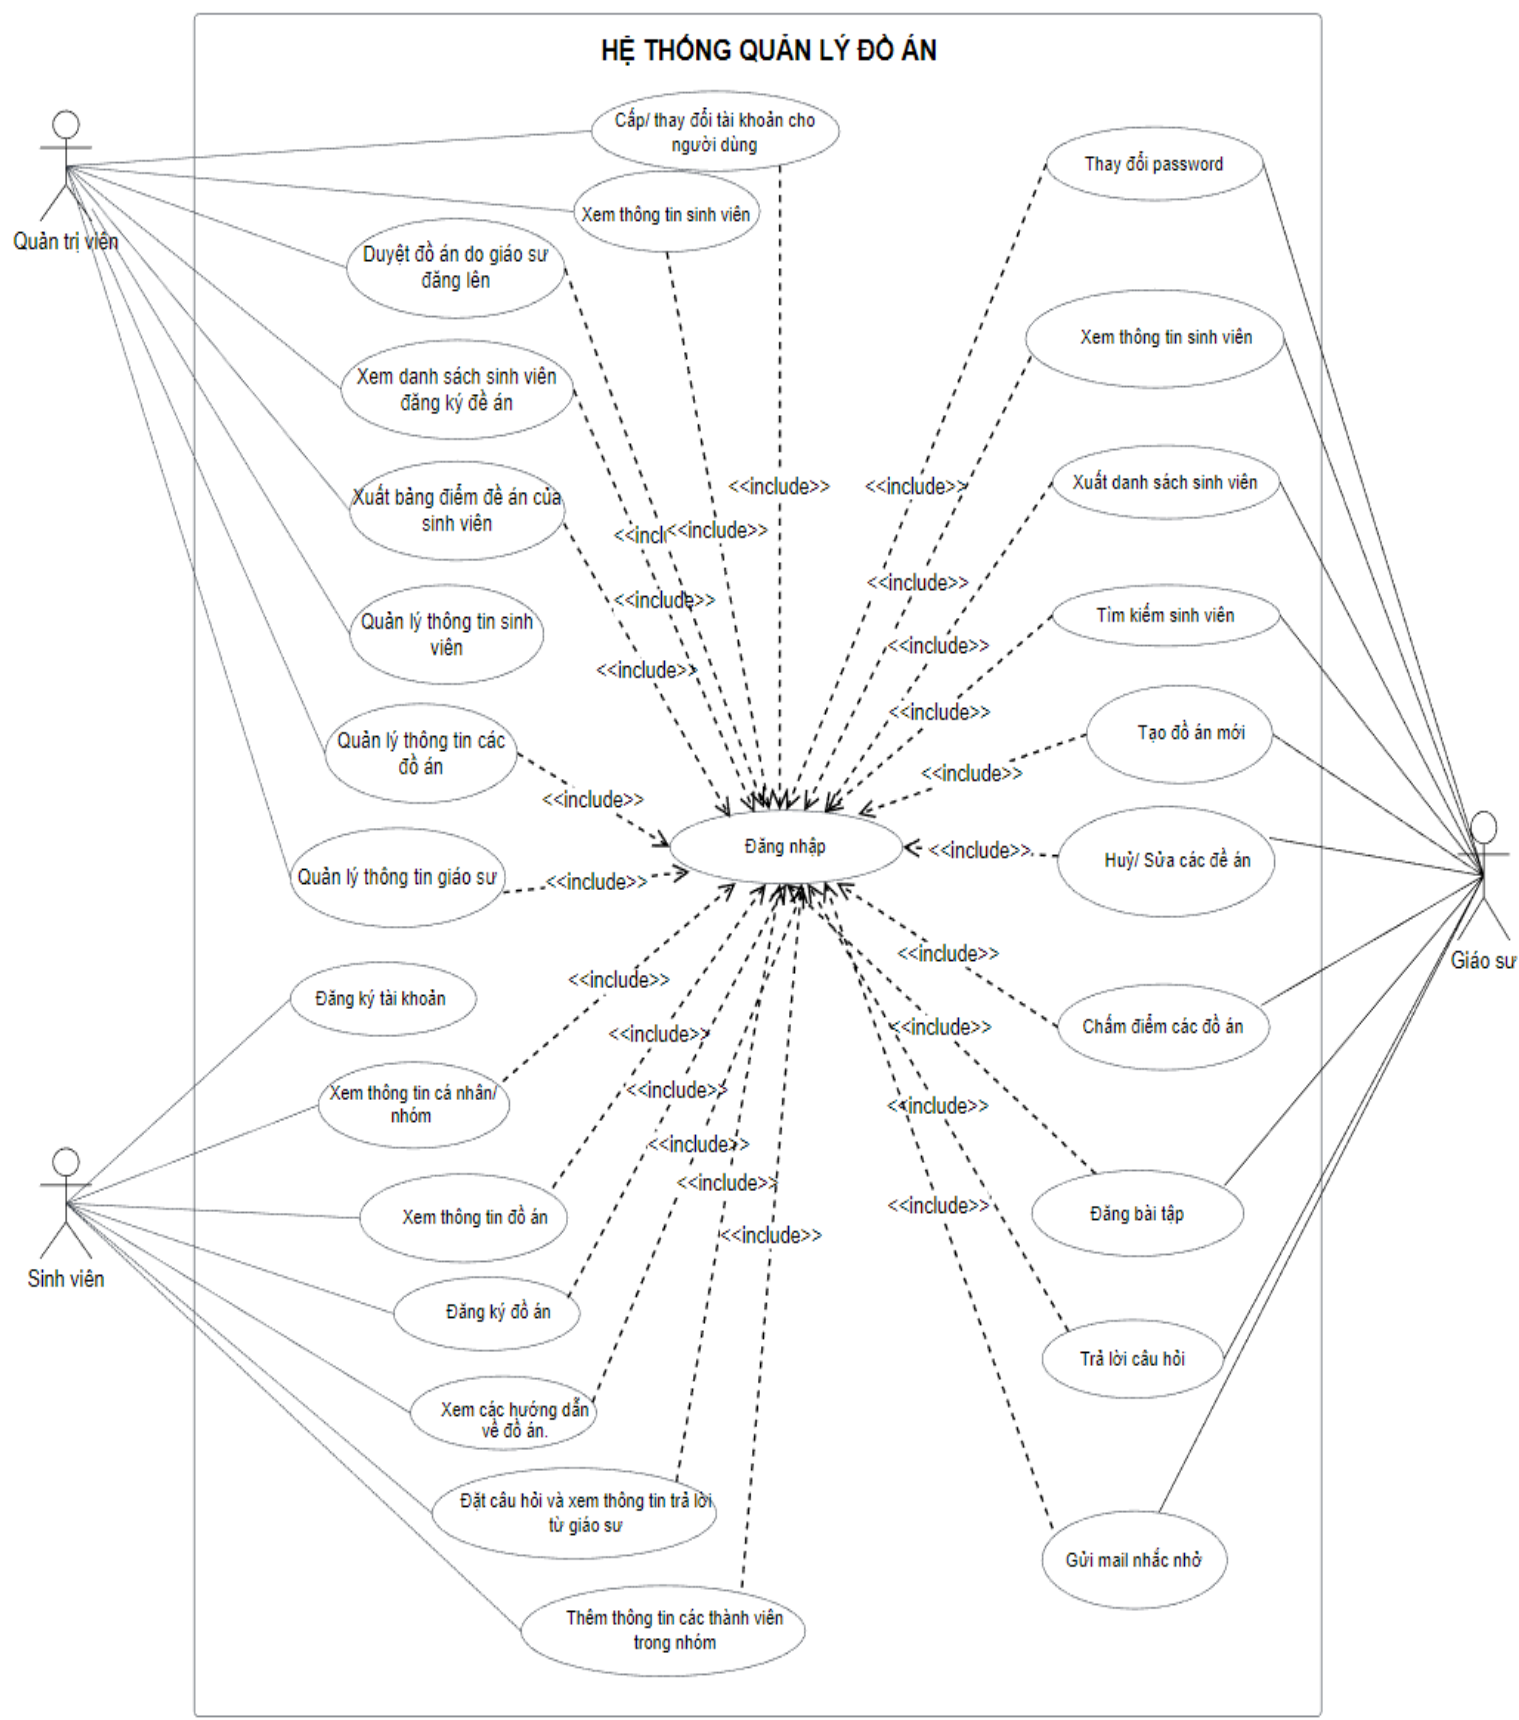 HỆ THỐNG QUẢN LÝ ĐỒ ÁN
Cấp/ thay đổi tài khoản cho
người dùng
Thay đổi password
Xem thông tin sinh viên
Quản trị viên
Duyệt đồ án do giáo sư
đăng lên
Xem thông tin sinh viên
Xem danh sách sinh viên
đăng ký đề án
<<include>>
<<include>>
Xuất danh sách sinh viên
Xuất bảng điểm đề án của
sinh viên
<<incl
<<include>>
<<include>>
<<include>>
Tìm kiếm sinh viên
Quản lý thông tin sinh
viên
<<include>>
<<include>>
<<include>>
Tạo đồ án mới
Quản lý thông tin các
đồ án
<<include>>
<<include>>
Đăng nhập
<<include>>
Huỷ/ Sửa các đề án
Quản lý thông tin giáo sư
<<include>>
Giáo sư
<<include>>
<<include>>
Đăng ký tài khoản
<<include>>
<<include>>
Chấm điểm các đồ án
Xem thông tin cá nhân/
nhóm
<<include>>
<<include>>
<<include>>
<<include>>
Xem thông tin đồ án
<<include>>
Đăng bài tập
<<include>>
Sinh viên
Đăng ký đồ án
Trả lời câu hỏi
Xem các hướng dẫn
về đồ án.
Đặt câu hỏi và xem thông tin trả lời
từ giáo sư
Gửi mail nhắc nhở
Thêm thông tin các thành viên
trong nhóm